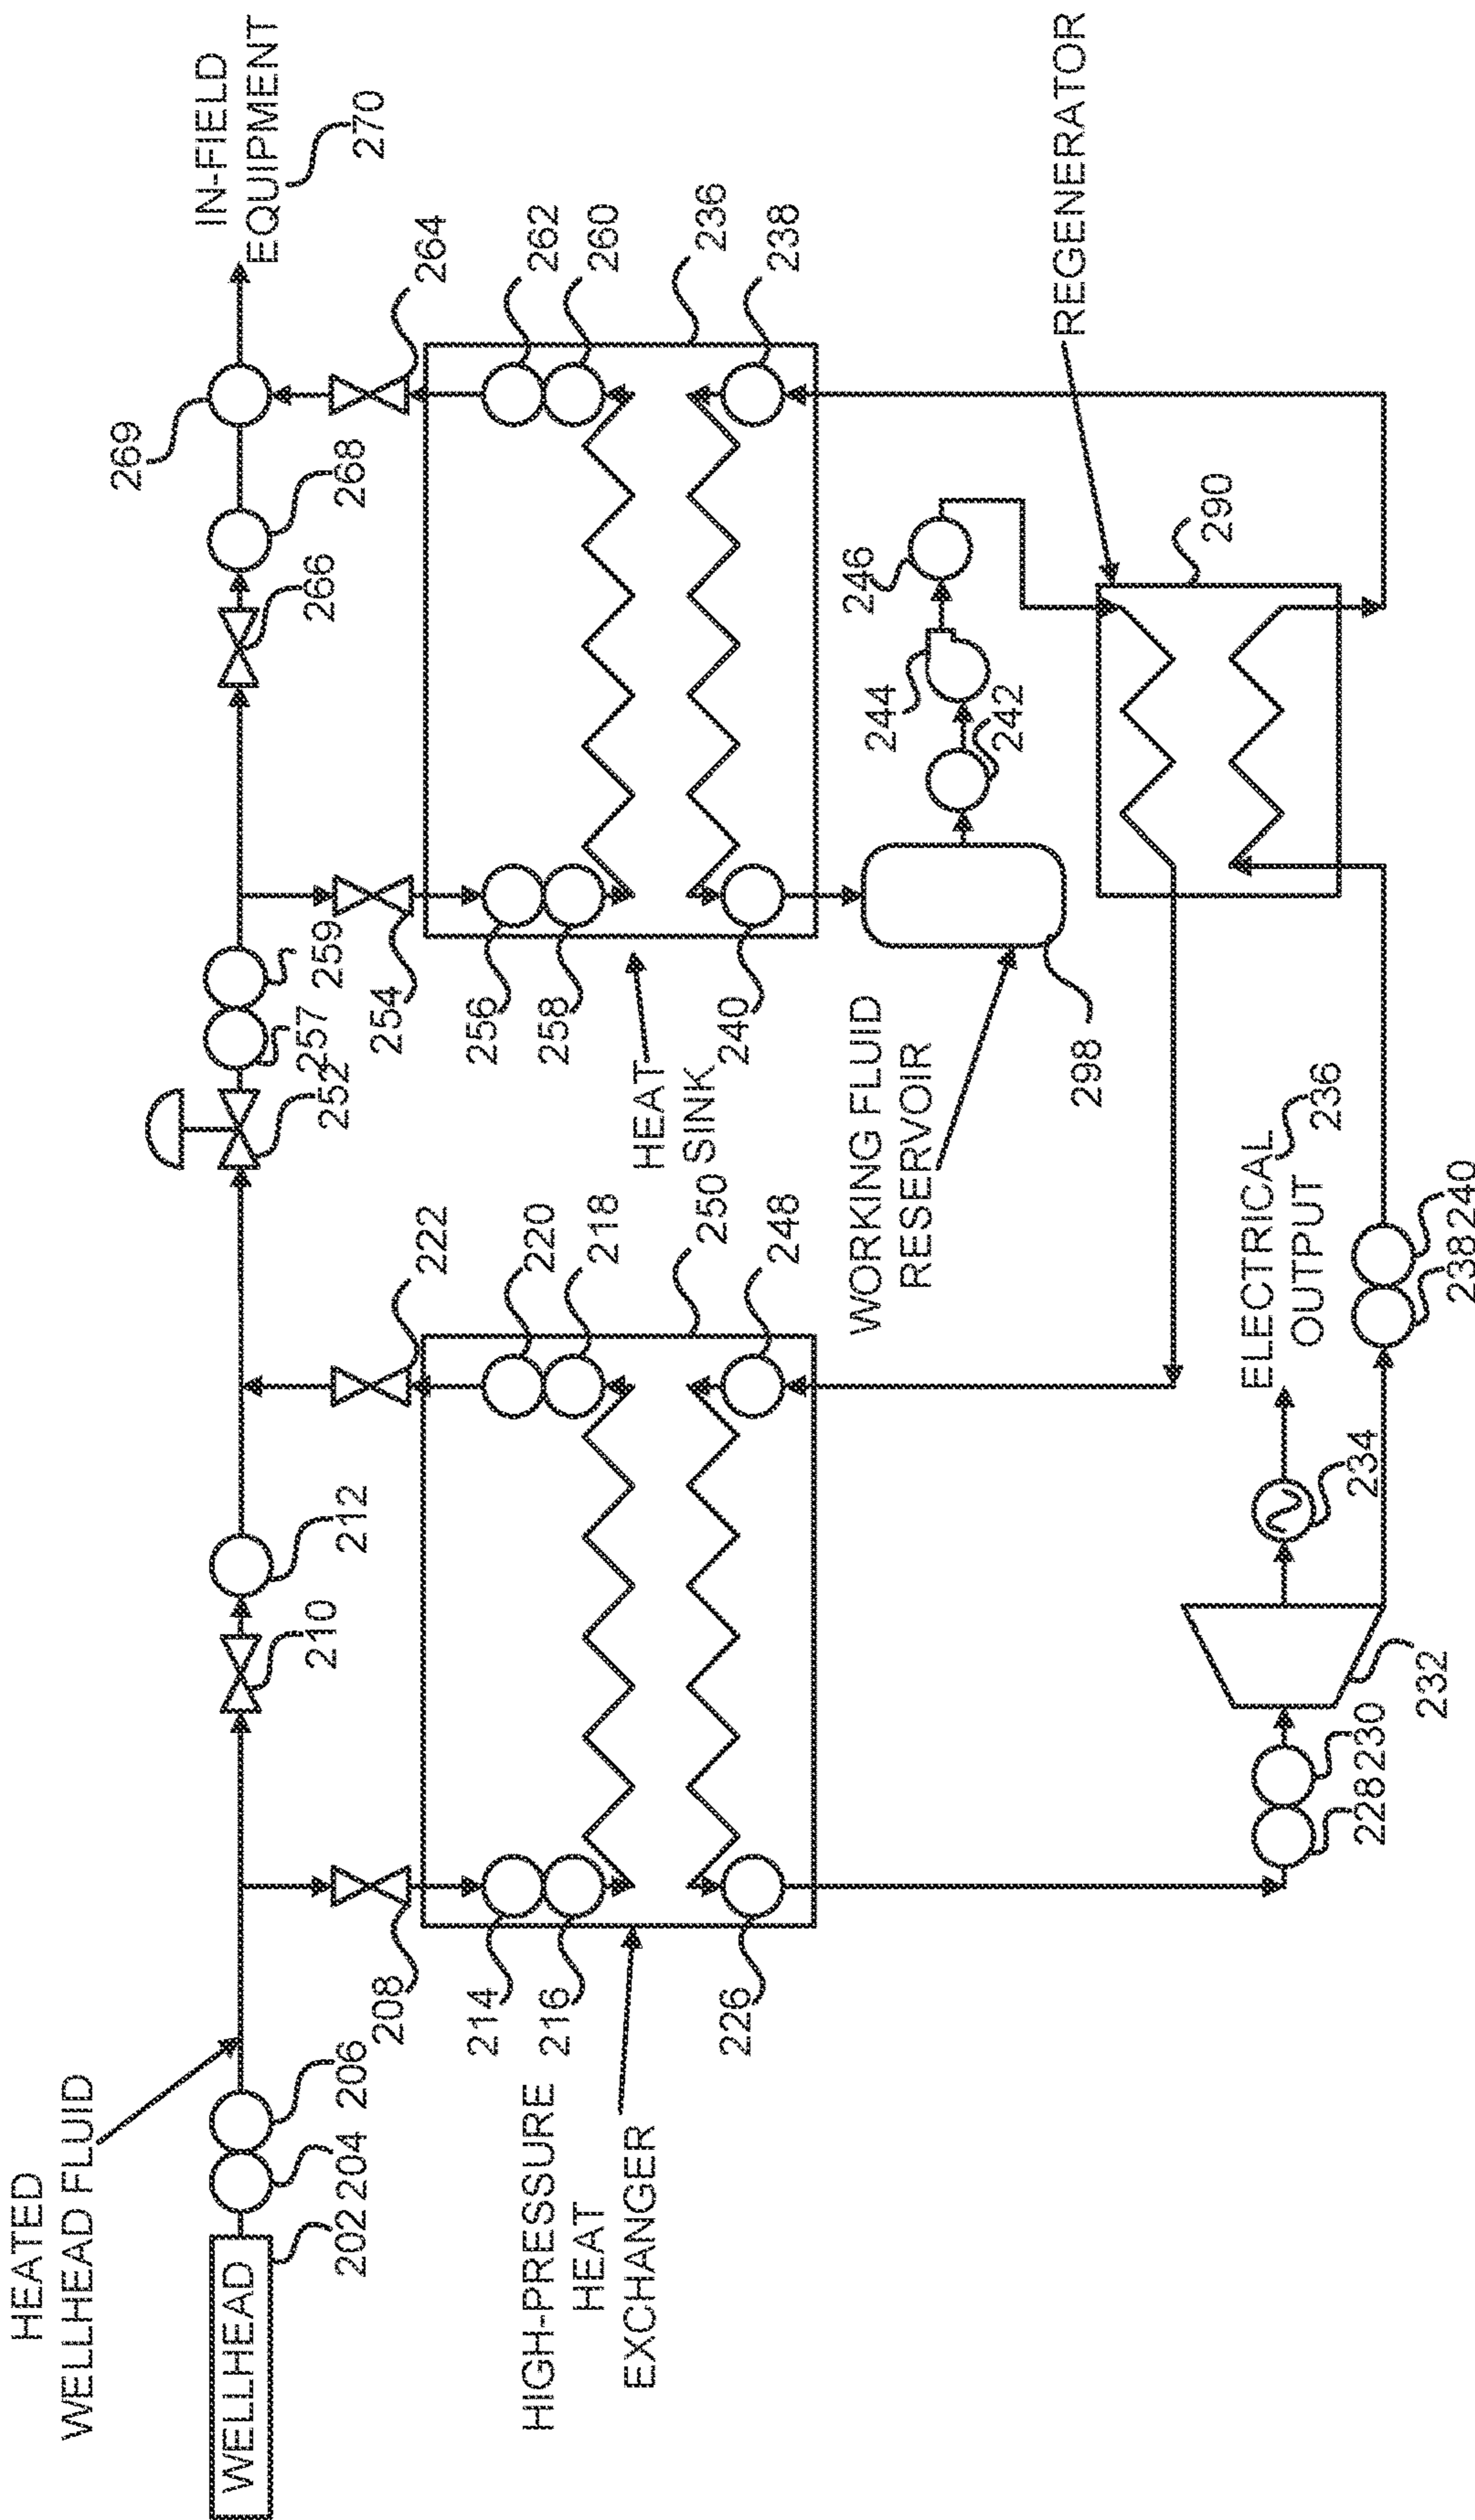 HEATED
WELLHEAD FLUID
WELLHEAD
202
204
206
208
210
212
222
252
257
259
254
266
268
269
264
IN-FIELD
EQUIPMENT
270
HIGH-PRESSURE
HEAT
EXCHANGER
214
216
226
220
218
250
248
HEAT
SINK
256
258
240
262
260
236
238
WORKING FLUID
RESERVOIR
298
244
242
246
REGENERATOR
290
228
230
232
234
ELECTRICAL
OUTPUT
236
238
240